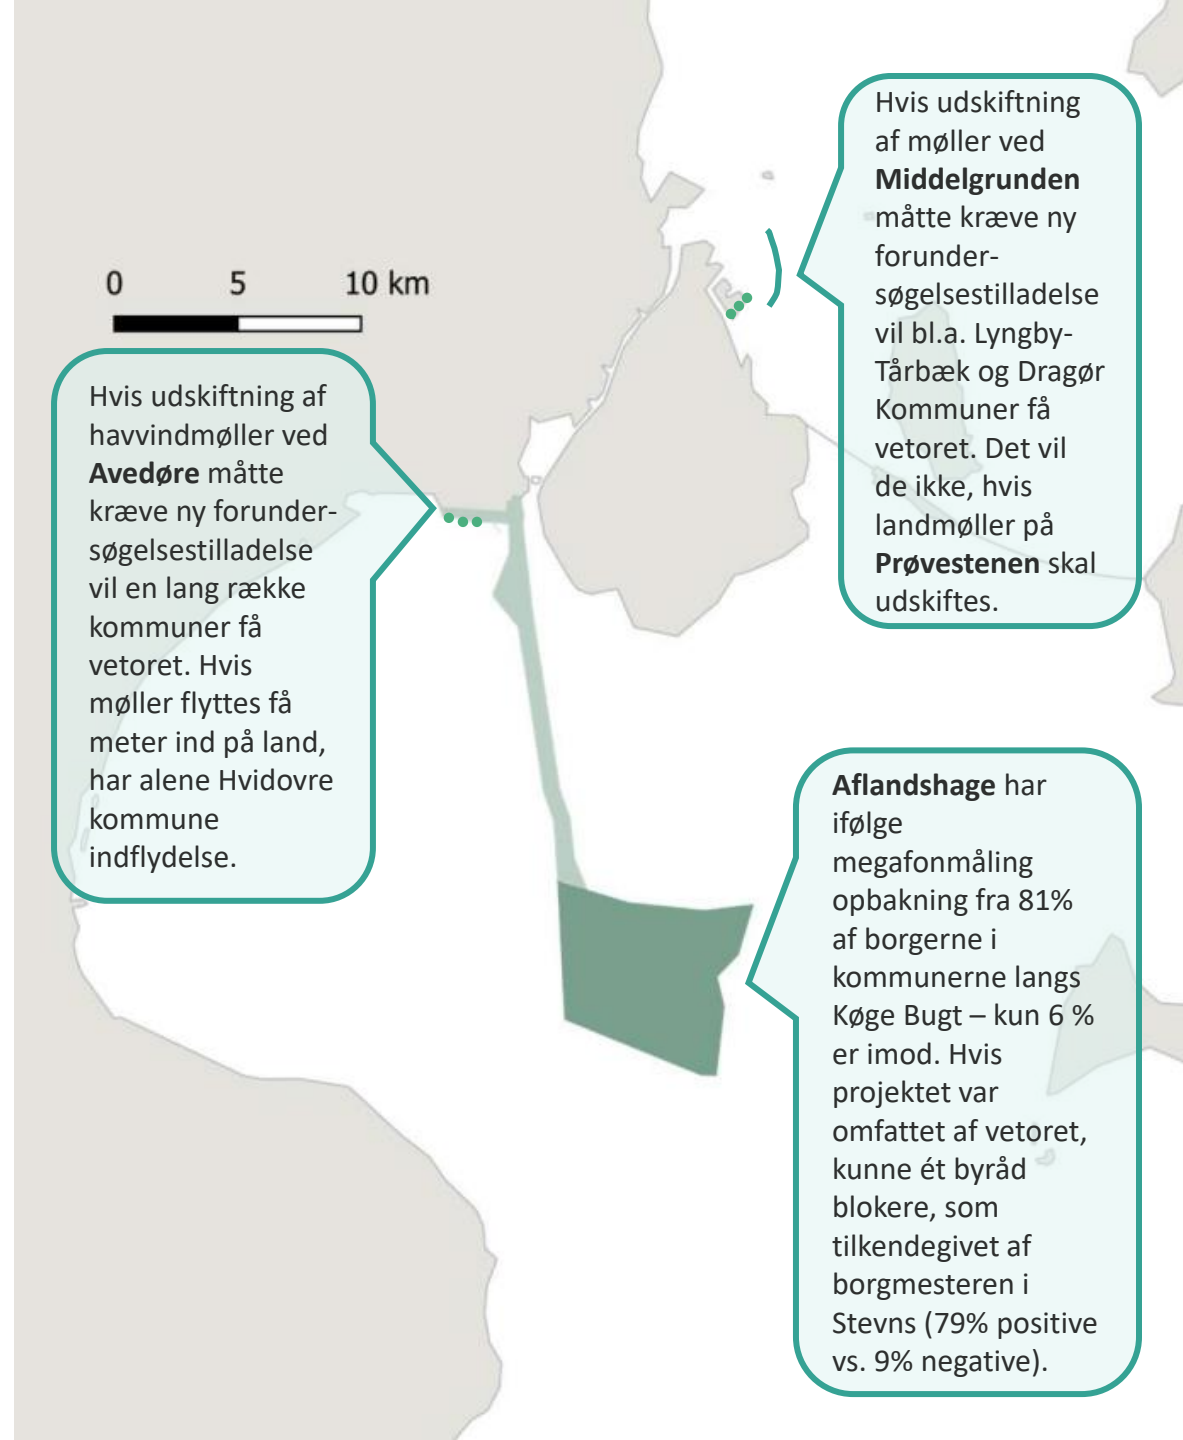 Hvis udskiftning
af møller ved
Middelgrunden
måtte kræve ny
forunder-
søgelsestilladelse
vil bl.a. Lyngby-
Tårbæk og Dragør
Kommuner få
vetoret. Det vil
de ikke, hvis
landmøller på
Prøvestenen skal
udskiftes.
0 5 10 km
Hvis udskiftning af
havvindmøller ved
Avedøre måtte
kræve ny forunder-
søgelsestilladelse
vil en lang række
kommuner få
vetoret. Hvis
møller flyttes få
meter ind på land,
har alene Hvidovre
kommune
indflydelse.
Aflandshage har
ifølge
megafonmåling
opbakning fra 81%
af borgerne i
kommunerne langs
Køge Bugt – kun 6 %
er imod. Hvis
projektet var
omfattet af vetoret,
kunne ét byråd
blokere, som
tilkendegivet af
borgmesteren i
Stevns (79% positive
vs. 9% negative).